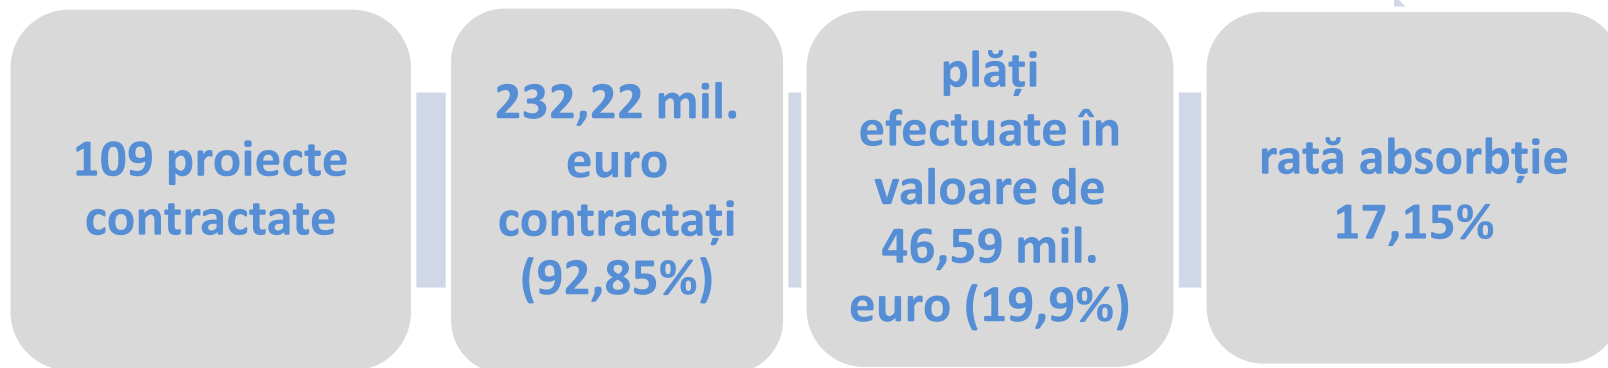 109 proiecte
contractate
232,22 mil.
euro
contractați
(92,85%)
plăți
efectuate în
valoare de
46,59 mil.
euro (19,9%)
rată absorbție
17,15%